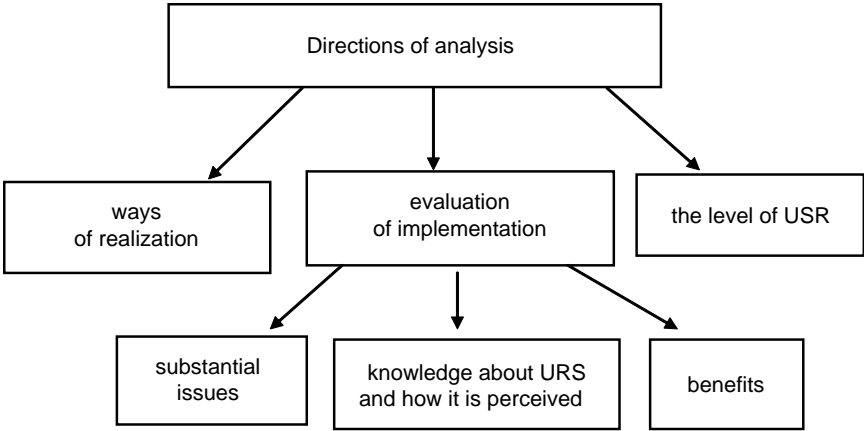 Directions of analysis
ways
of realization
evaluation
of implementation
the level of USR
substantial
issues
knowledge about URS
and how it is perceived
benefits